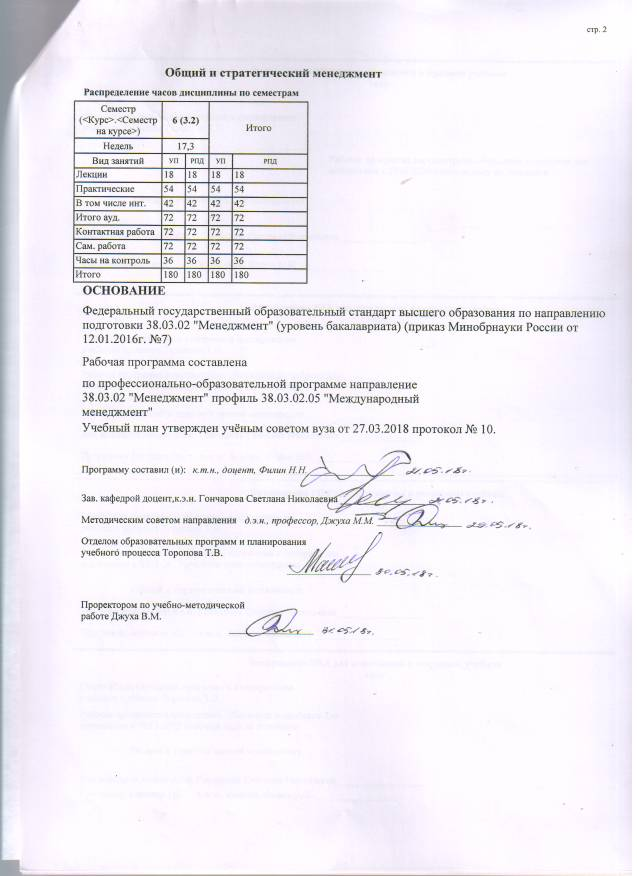 стр. 2
Общий и стратегический менеджмент
Распределение часов дисциплины по семестрам
Семестр (<Курс>.<Семестр на курсе>) 6 (3.2) Итого
Недель 17,3
Вид занятий УП РПД УП РПД
Лекции 18 18 18 18
Практические 54 54 54 54
В том числе инт. 42 42 42 42
Итого ауд. 72 72 72 72
Контактная работа 72 72 72 72
Сам. работа 72 72 72 72
Часы на контроль 36 36 36 36
Итого 180 180 180 180
ОСНОВАНИЕ
Федеральный государственный образовательный стандарт высшего образования по направлению
подготовки 38.03.02 "Менеджмент" (уровень бакалавриата) (приказ Минобрнауки России от
12.01.2016г. №7)
Рабочая программа составлена
по профессионально-образовательной программе направление
38.03.02 "Менеджмент" профиль 38.03.02.05 "Международный
менеджмент"
Учебный план утвержден учёным советом вуза от 27.03.2018 протокол № 10.
Программу составил (и): к.т.н., доцент, Филин Н.Н. 21.05.18г.
Зав. кафедрой доцент,к.э.н. Гончарова Светлана Николаевна 21.05.18г.
Методическим советом направления д.э.н., профессор, Джуха М.М. 29.05.18г.
Отделом образовательных программ и планирования
учебного процесса Торопова Т.В.
30.05.18г.
Проректором по учебно-методической
работе Джуха В.М.
31.05.18г.